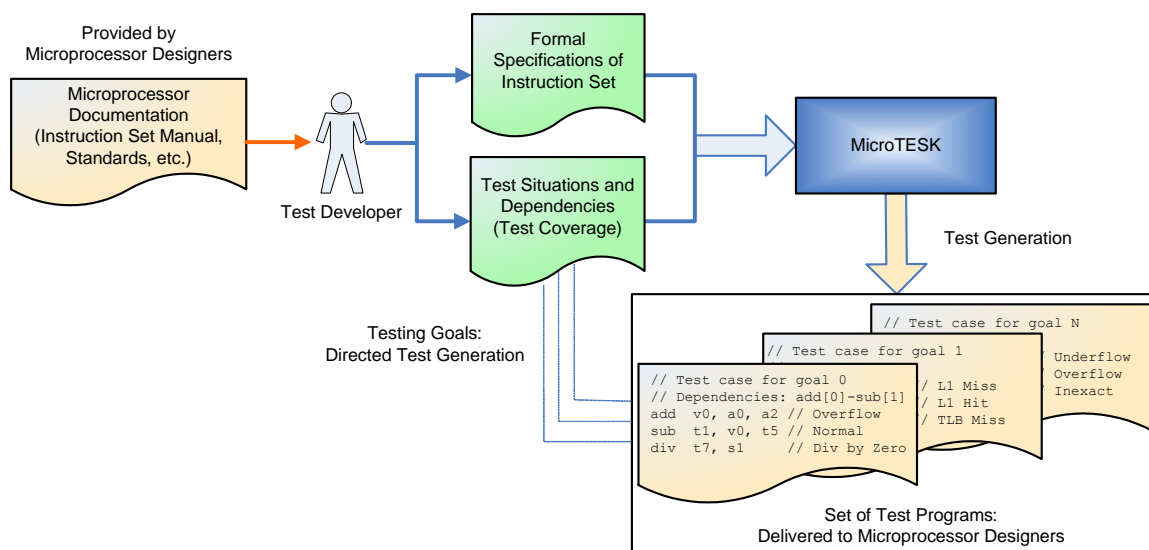 Provided by
Microprocessor Designers
Microprocessor
Documentation
(Instruction Set Manual,
Standards, etc.)
Test Developer
Formal
Specifications of
Instruction Set
Test Situations and
Dependencies
(Test Coverage)
MicroTESK
Test Generation
Testing Goals:
Directed Test Generation
// Test case for goal N
/ Underflow
Overflow
/ Inexact
// Test case for goal 1
// L1 Miss
/ L1 Hit
/ TLB Miss
// Test case for goal 0
// Dependencies: add[0]-sub[1]
add v0, a0, a2 // Overflow
sub t1, v0, t5 // Normal
div t7, s1 // Div by Zero
Set of Test Programs:
Delivered to Microprocessor Designers